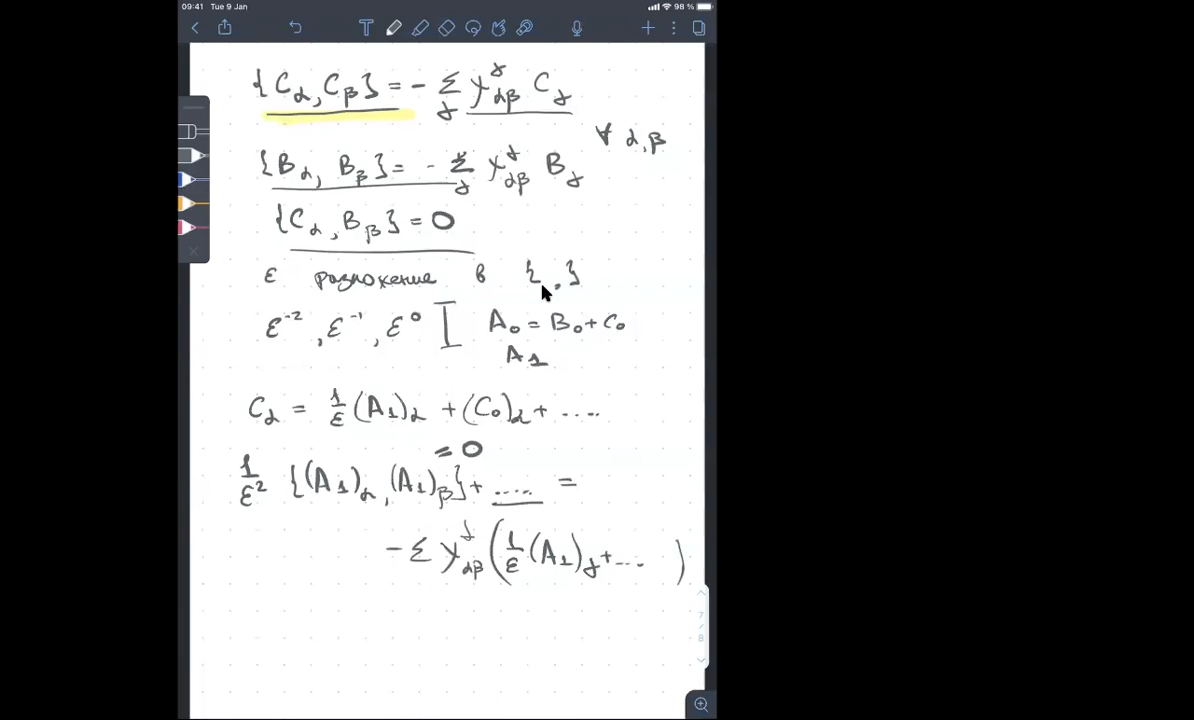 09:41 Tue 9 Jan 98 %
{C_α, C_β} = - Σ_γ γ^γ_αβ C_γ
∀ α, β
{B_α, B_β} = - Σ_γ γ^γ_αβ B_γ
{C_α, B_β} = 0
ε разложение в { , }
ε^-2, ε^-1, ε^0 A_0 = B_0 + C_0
A_1
C_α = 1/ε (A_1)_α + (C_0)_α + ....
= 0
1/ε^2 {(A_1)_α, (A_1)_β} + ..... =
- Σ γ^γ_αβ (1/ε (A_1)_γ + ... )
7
/
8